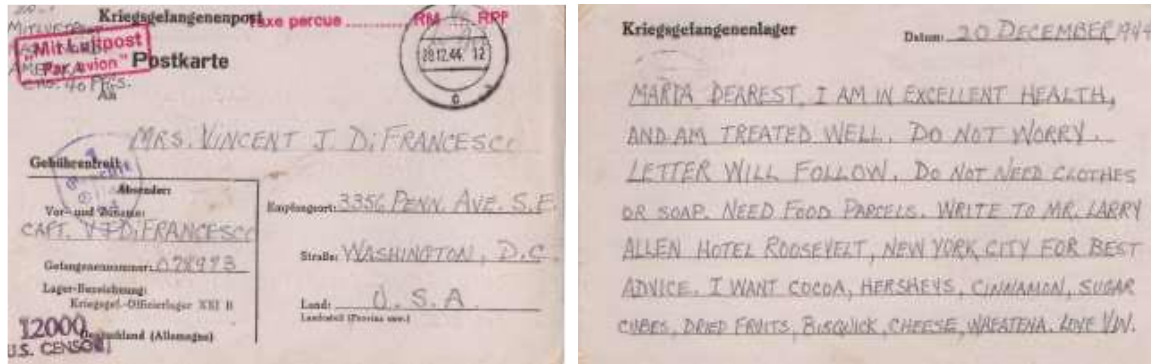 Kriegsgefangenenpost
Taxe percue RM RPF
"Mit Luftpost
Par avion"
Postkarte
28.12.44. 12
An
MRS. VINCENT J. DiFRANCESCO
Gebührenfrei!
Absender:
Vor- und Zuname:
CAPT. V J DiFRANCESCO
Gefangenennummer: 078973
Lager-Bezeichnung:
Kriegsgef.-Offizierlager XXI B
Deutschland (Allemagne)
12000
U.S. CENSOR
Empfangsort: 3356 PENN. AVE. S.E.
Straße: WASHINGTON, D.C.
Land: U.S.A.
Landesteil (Provinz usw.)
Kriegsgefangenenlager Datum: 20 DECEMBER 1944
MARTA DEAREST, I AM IN EXCELLENT HEALTH,
AND AM TREATED WELL. DO NOT WORRY.
LETTER WILL FOLLOW. DO NOT NEED CLOTHES
OR SOAP. NEED FOOD PARCELS. WRITE TO MR. LARRY
ALLEN HOTEL ROOSEVELT, NEW YORK CITY FOR BEST
ADVICE. I WANT COCOA, HERSHEYS, CINNAMON, SUGAR
CUBES, DRIED FRUITS, BISQUICK, CHEESE, WHEATENA. LOVE VIN.